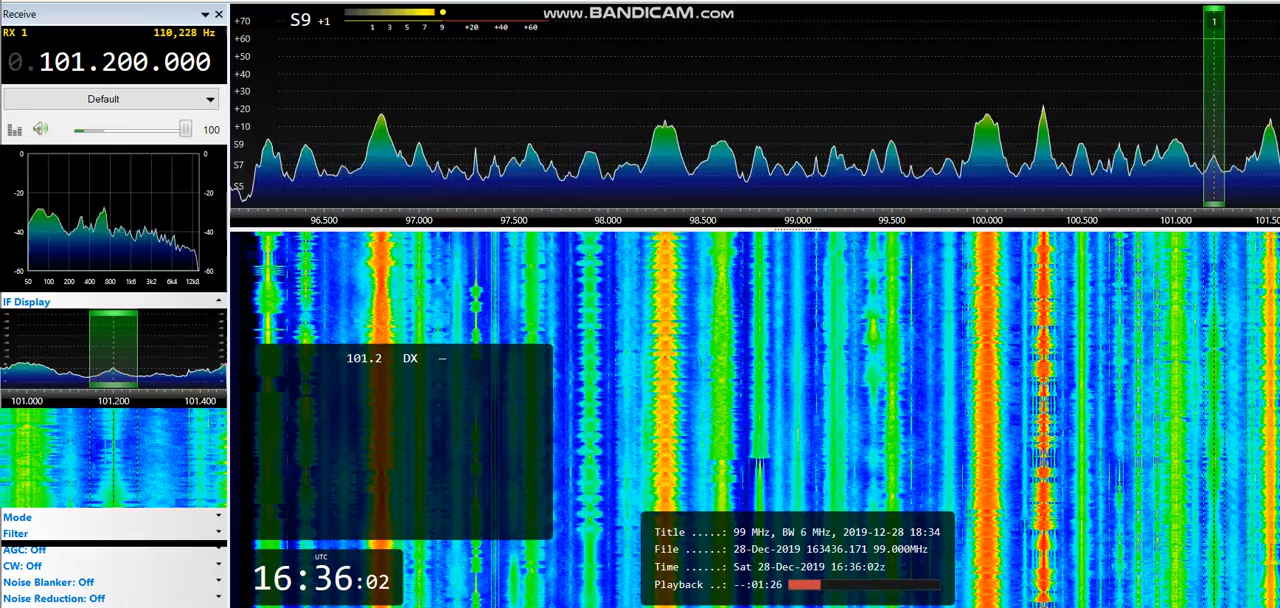 Receive
RX 1 110,228 Hz
0.101.200.000
Default
100
0 0
-20 -20
-40 -40
-60 -60
50 100 200 400 800 1k6 3k2 6k4 12k8
IF Display
101.000 101.200 101.400
Mode
Filter
AGC: Off
CW: Off
Noise Blanker: Off
Noise Reduction: Off
S9 +1
1 3 5 7 9 +20 +40 +60
www.BANDICAM.com
1
+70
+60
+50
+40
+30
+20
+10
S9
S7
S5
96.500 97.000 97.500 98.000 98.500 99.000 99.500 100.000 100.500 101.000 101.50
101.2 DX –
UTC
16:36:02
Title .....: 99 MHz, BW 6 MHz, 2019-12-28 18:34
File ......: 28-Dec-2019 163436.171 99.000MHz
Time ......: Sat 28-Dec-2019 16:36:02z
Playback ..: --:01:26